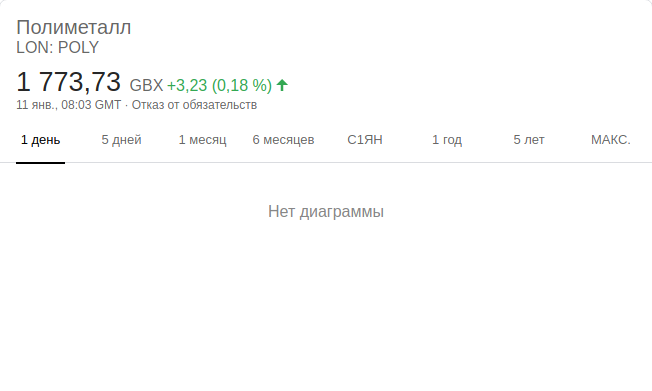 Полиметалл
LON: POLY
1 773,73 GBX +3,23 (0,18 %)
11 янв., 08:03 GMT · Отказ от обязательств
1 день 5 дней 1 месяц 6 месяцев С1ЯН 1 год 5 лет МАКС.
Нет диаграммы